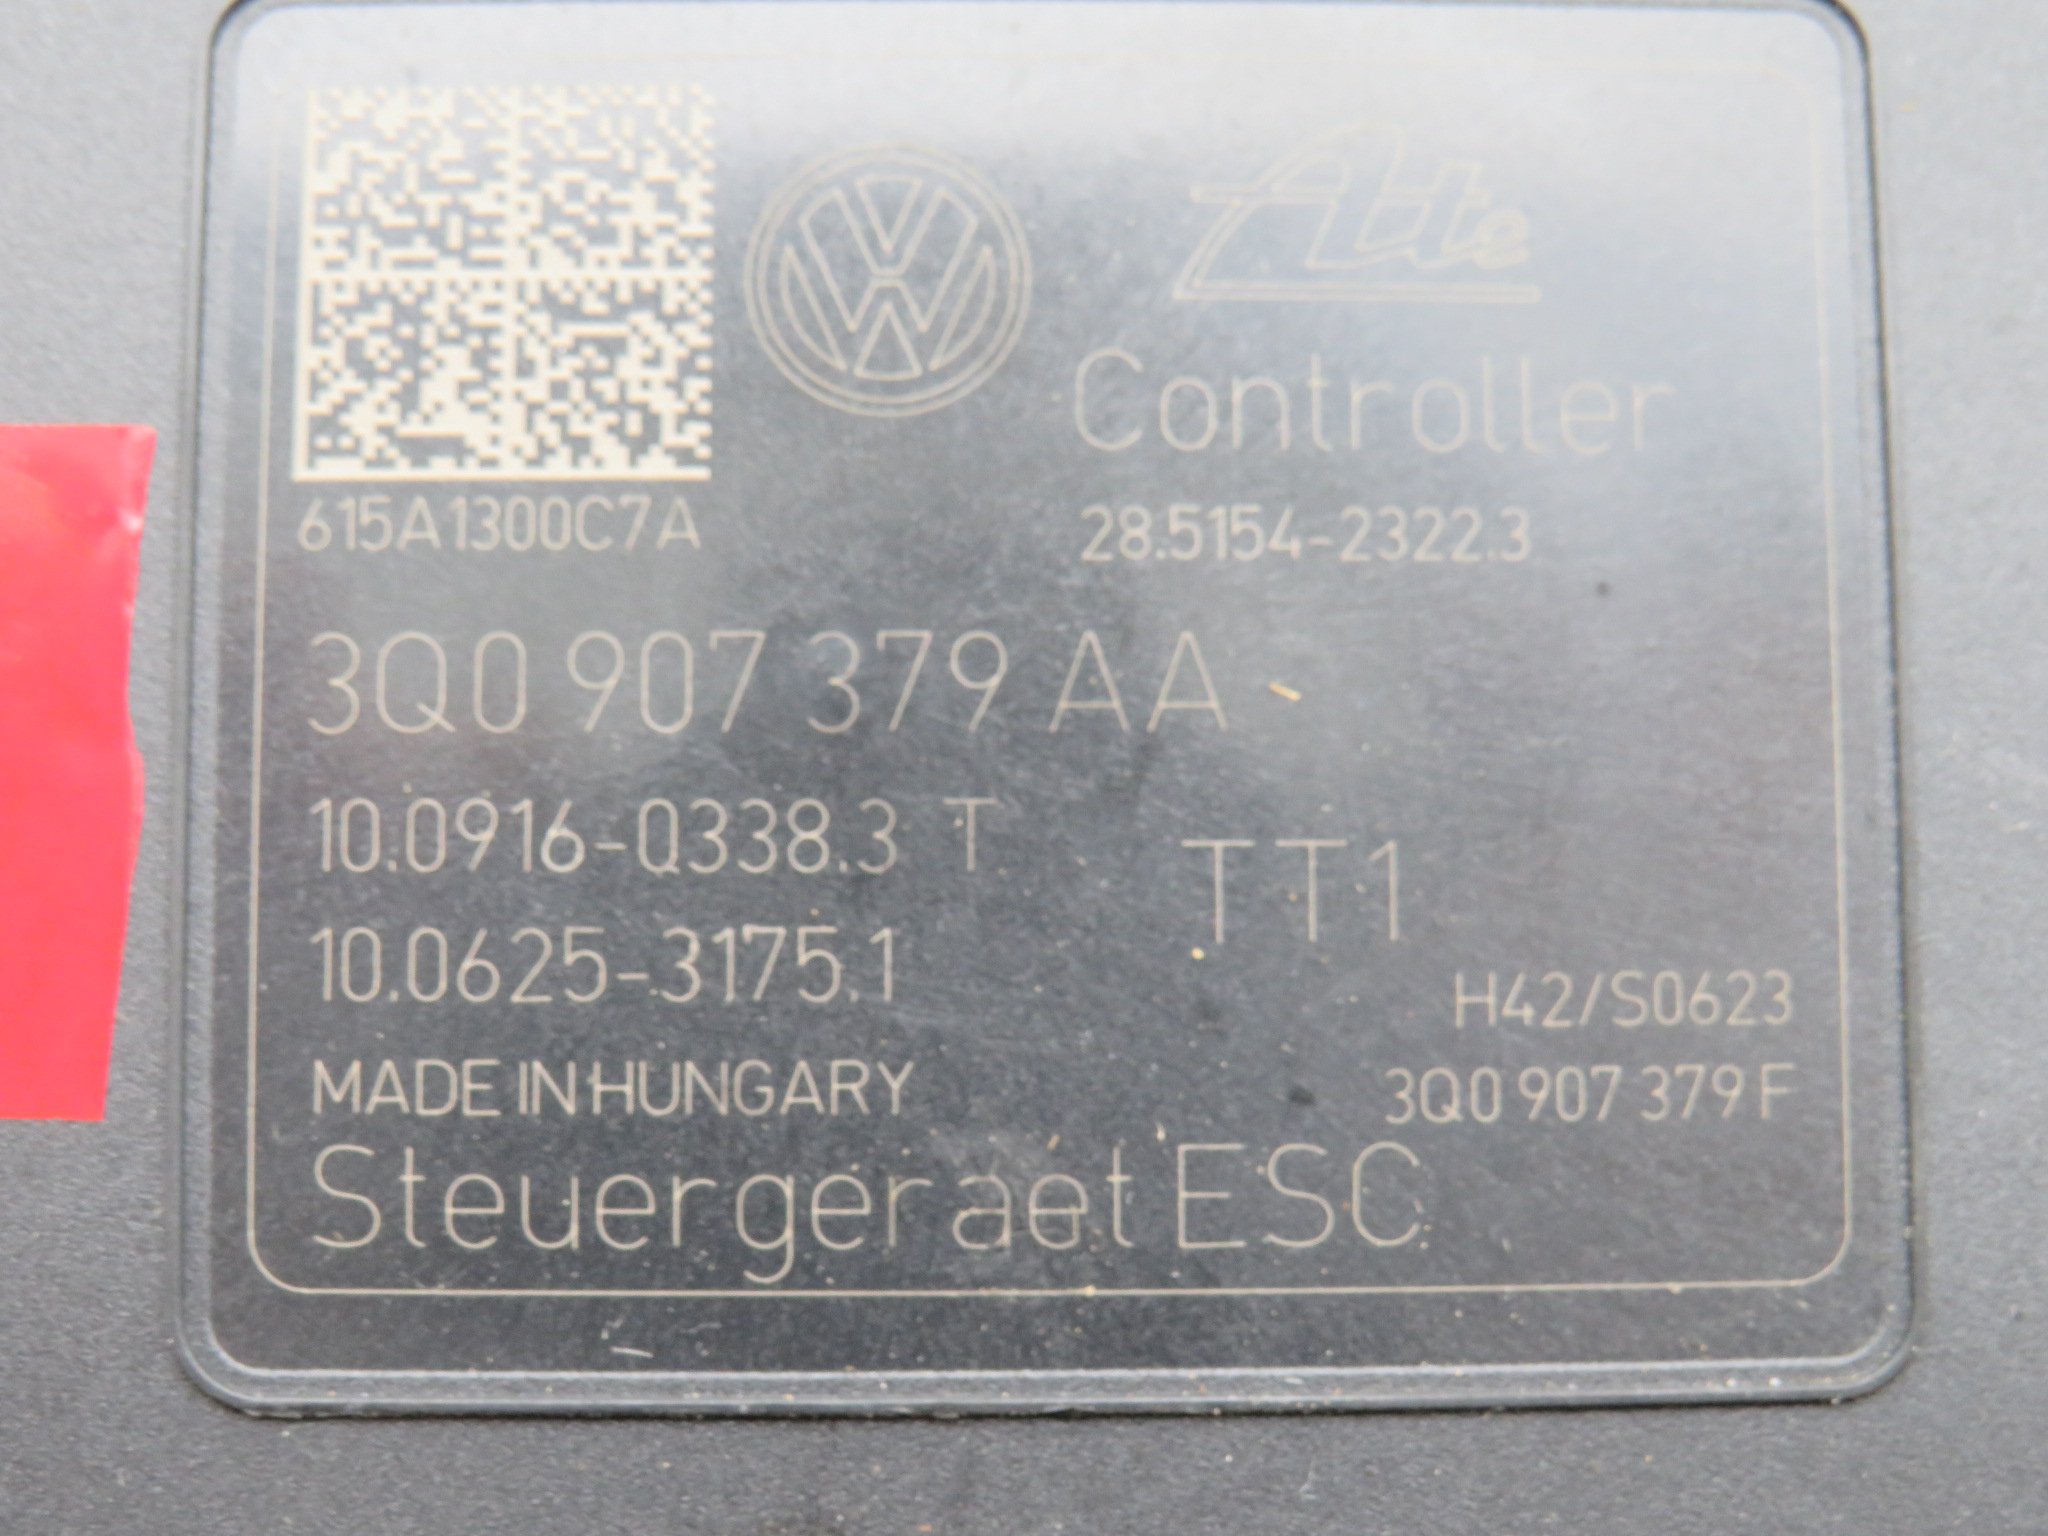 Ate
Controller
615A1300C7A
28.5154-2322.3
3Q0 907 379 AA
10.0916-0338.3 T
TT1
10.0625-3175.1
H42/S0623
MADE IN HUNGARY
3Q0 907 379 F
Steuergeraet ESC